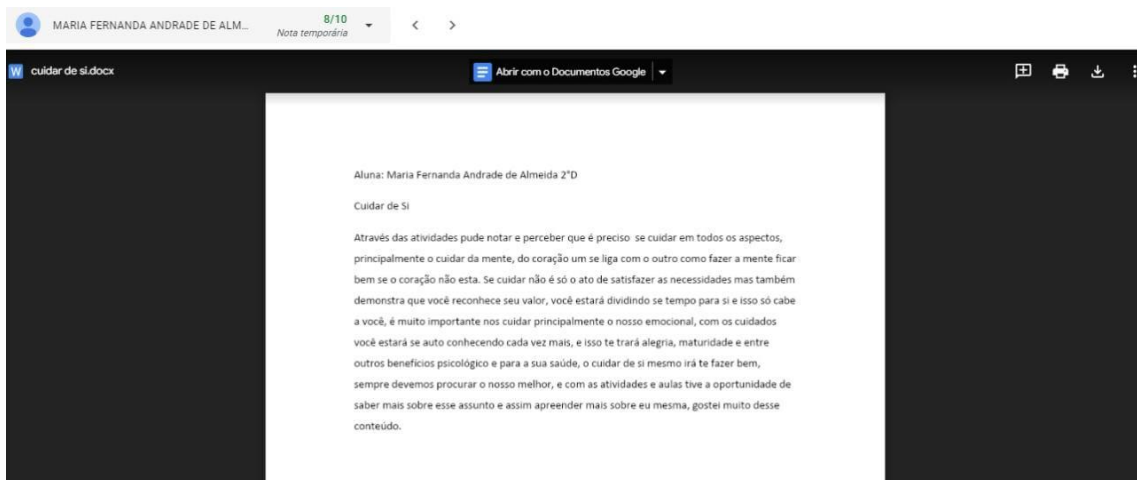 MARIA FERNANDA ANDRADE DE ALM...
8/10
Nota temporária
W cuidar de si.docx
Abrir com o Documentos Google
Aluna: Maria Fernanda Andrade de Almeida 2°D
Cuidar de Si
Através das atividades pude notar e perceber que é preciso se cuidar em todos os aspectos,
principalmente o cuidar da mente, do coração um se liga com o outro como fazer a mente ficar
bem se o coração não esta. Se cuidar não é só o ato de satisfazer as necessidades mas também
demonstra que você reconhece seu valor, você estará dividindo se tempo para si e isso só cabe
a você, é muito importante nos cuidar principalmente o nosso emocional, com os cuidados
você estará se auto conhecendo cada vez mais, e isso te trará alegria, maturidade e entre
outros benefícios psicológico e para a sua saúde, o cuidar de si mesmo irá te fazer bem,
sempre devemos procurar o nosso melhor, e com as atividades e aulas tive a oportunidade de
saber mais sobre esse assunto e assim apreender mais sobre eu mesma, gostei muito desse
conteúdo.